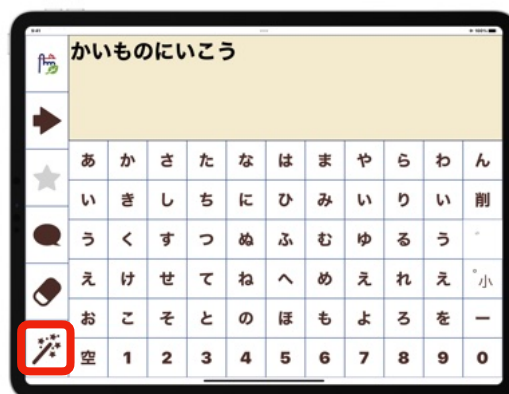 9:41
100%
かいものにいこう
あ か さ た な は ま や ら わ ん
い き し ち に ひ み い り い 削
う く す つ ぬ ふ む ゆ る う ゛
え け せ て ね へ め え れ え ゜小
お こ そ と の ほ も よ ろ を ー
空 1 2 3 4 5 6 7 8 9 0